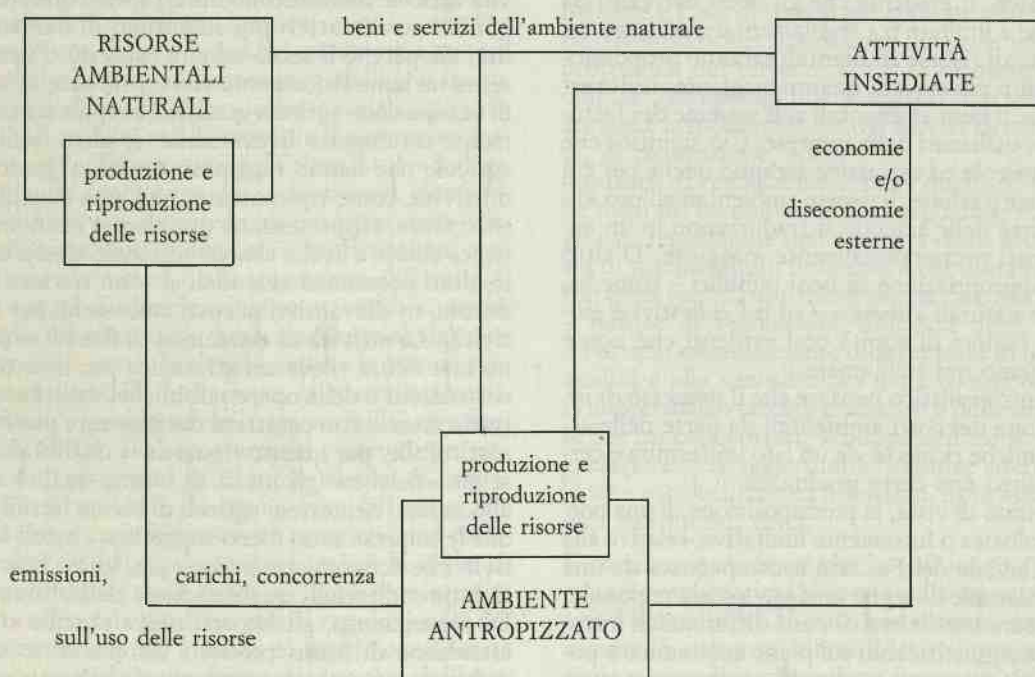 beni e servizi dell'ambiente naturale
RISORSE
AMBIENTALI
NATURALI
ATTIVITÀ
INSEDIATE
produzione e
riproduzione
delle risorse
economie
e/o
diseconomie
esterne
produzione e
riproduzione
delle risorse
emissioni, carichi, concorrenza
sull'uso delle risorse
AMBIENTE
ANTROPIZZATO